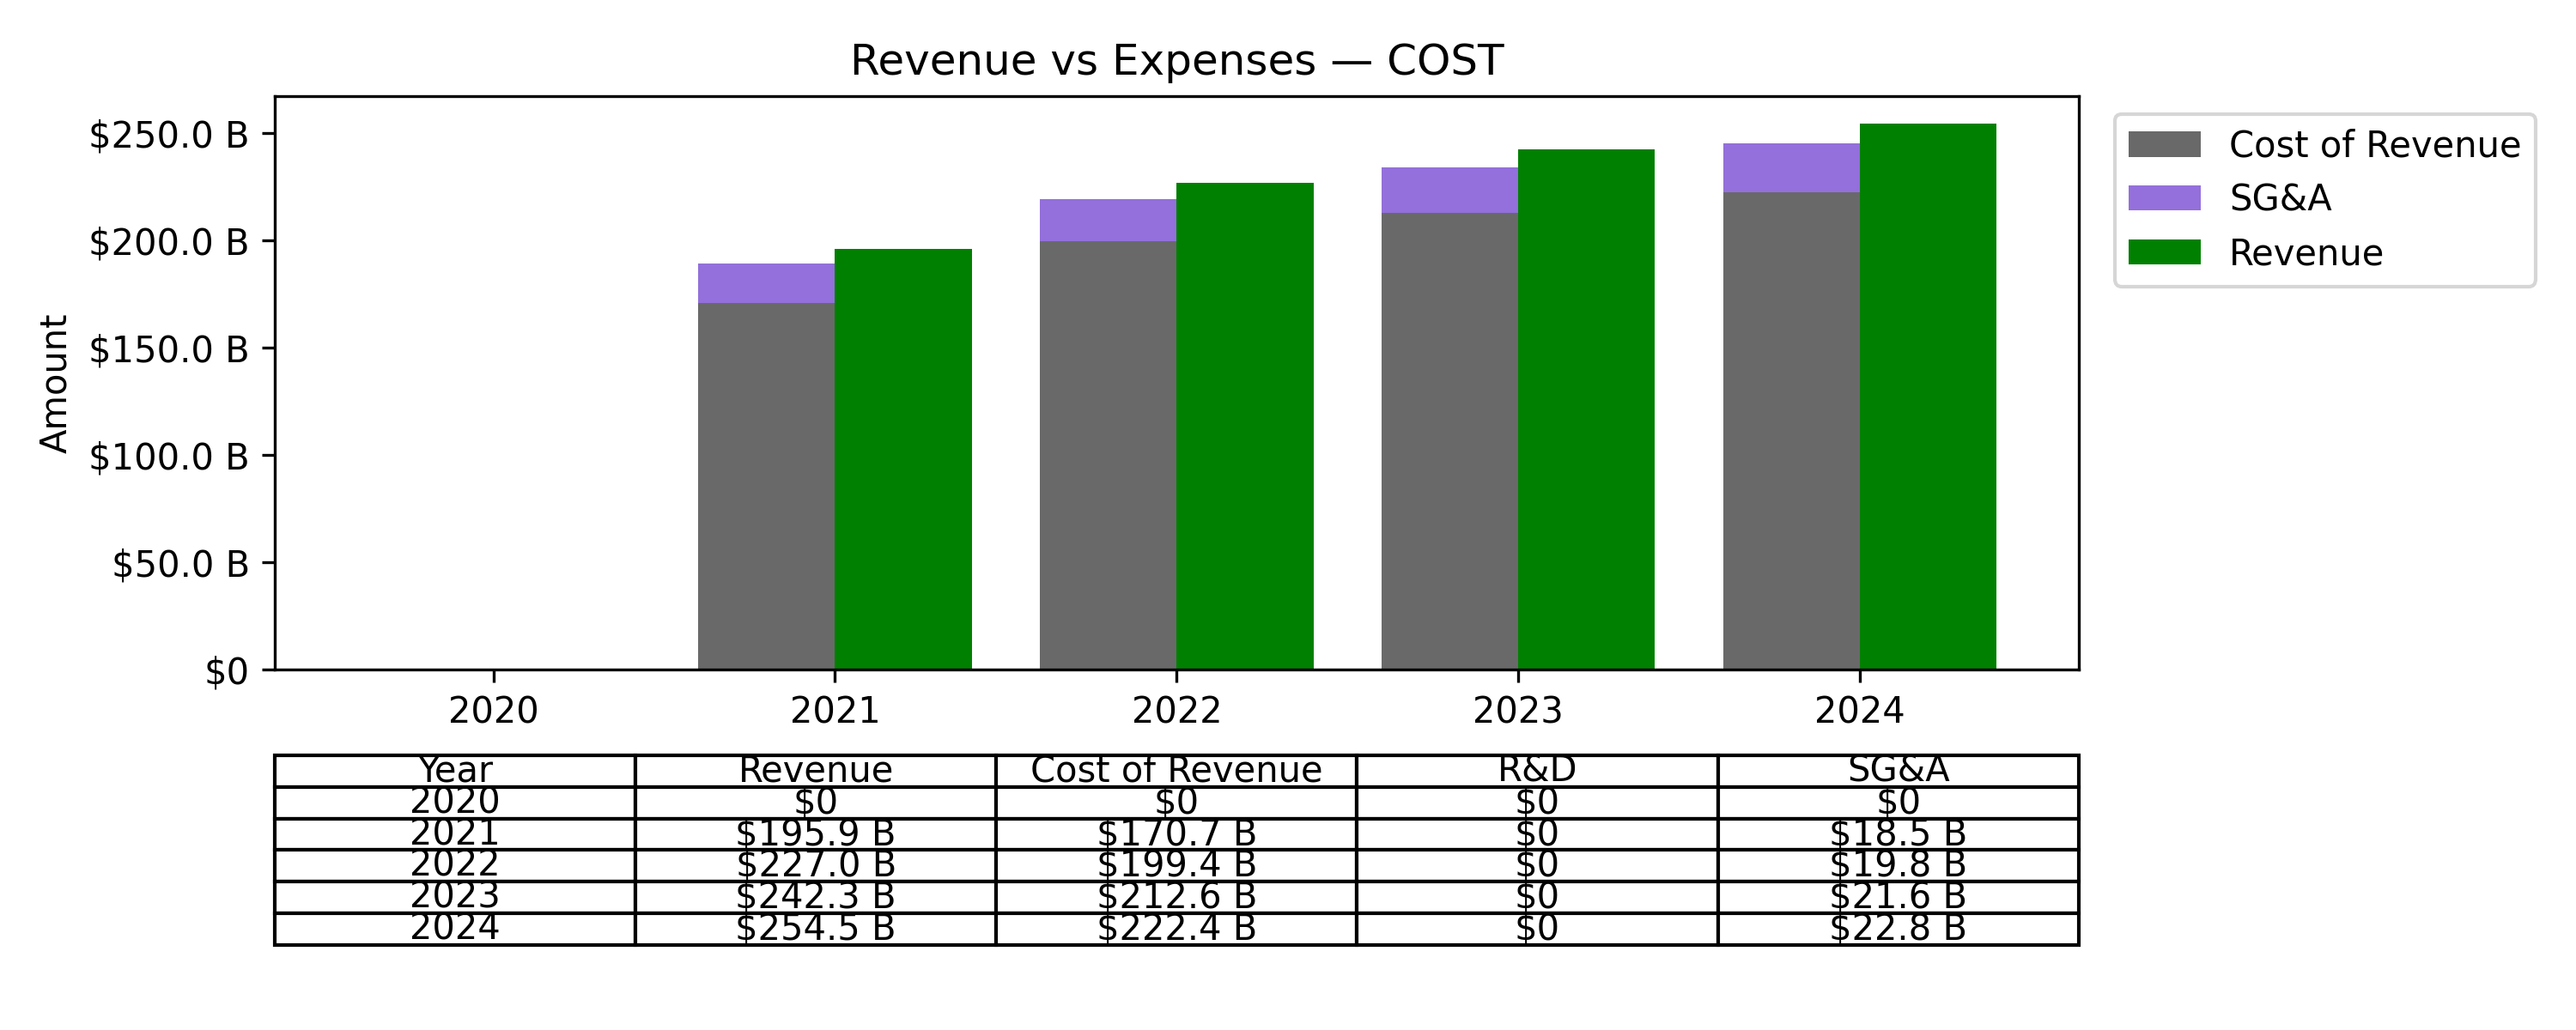 Revenue vs Expenses — COST
$250.0 B
$200.0 B
$150.0 B
$100.0 B
$50.0 B
$0
Amount
Cost of Revenue
SG&A
Revenue
2020 2021 2022 2023 2024
Year Revenue Cost of Revenue R&D SG&A
2020 $0 $0 $0 $0
2021 $195.9 B $170.7 B $0 $18.5 B
2022 $227.0 B $199.4 B $0 $19.8 B
2023 $242.3 B $212.6 B $0 $21.6 B
2024 $254.5 B $222.4 B $0 $22.8 B